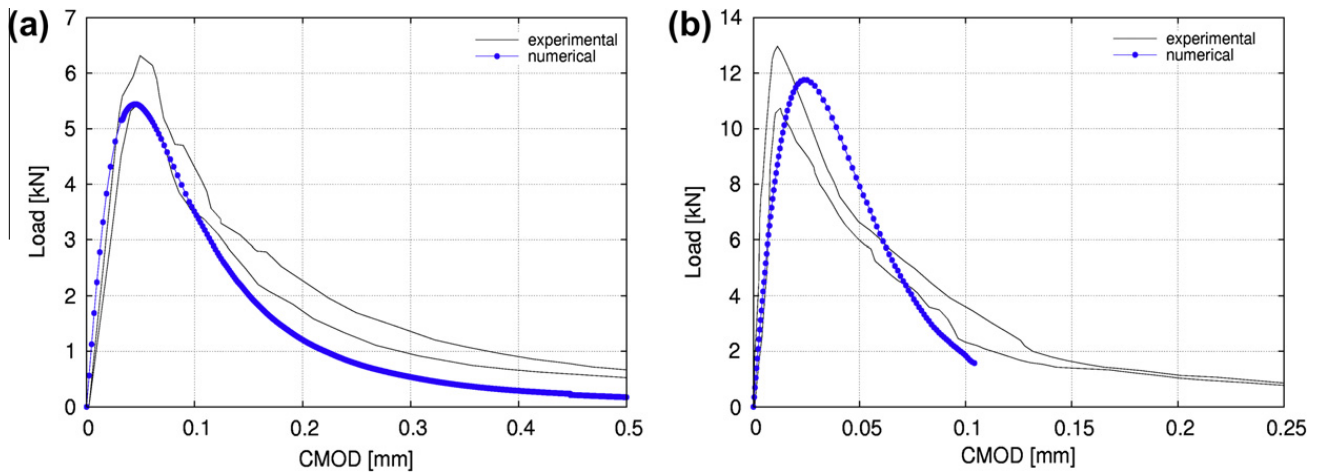 (a)
7
6
5
4
3
2
1
0
Load [kN]
experimental
numerical
0 0.1 0.2 0.3 0.4 0.5
CMOD [mm]
(b)
14
12
10
8
6
4
2
0
Load [kN]
experimental
numerical
0 0.05 0.1 0.15 0.2 0.25
CMOD [mm]